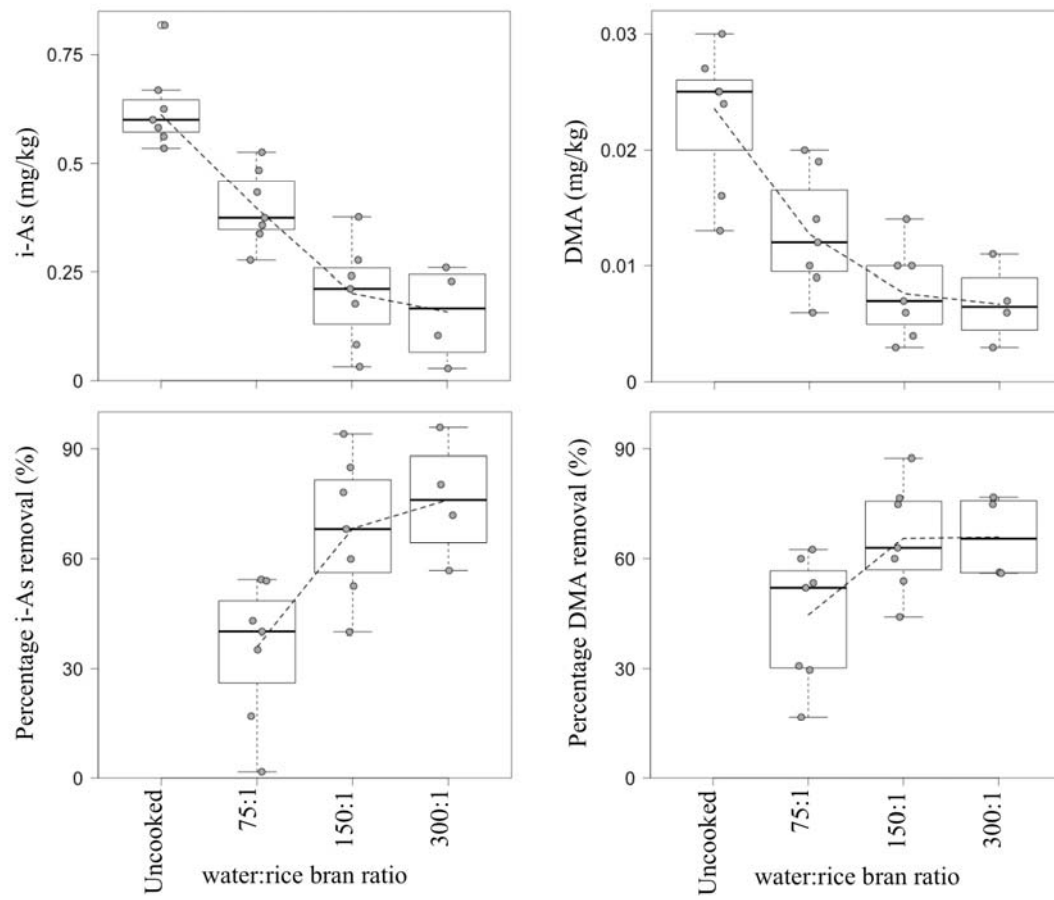 i-As (mg/kg)
0.75
0.5
0.25
0
DMA (mg/kg)
0.03
0.02
0.01
0
Percentage i-As removal (%)
90
60
30
0
Uncooked
75:1
150:1
300:1
water:rice bran ratio
Percentage DMA removal (%)
90
60
30
0
Uncooked
75:1
150:1
300:1
water:rice bran ratio